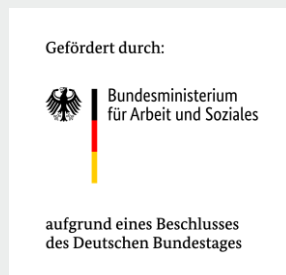 Gefördert durch:
Bundesministerium
für Arbeit und Soziales
aufgrund eines Beschlusses
des Deutschen Bundestages